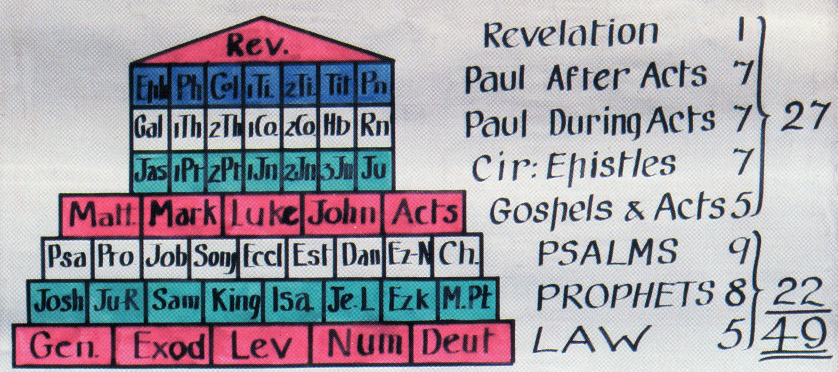 Rev. Revelation 1
Eph Ph Col 1Ti. 2Ti. Tit Pn Paul After Acts 7
Gal 1Th 2Th 1Co. 2Co Hb Rn Paul During Acts 7 27
Jas 1Pt 2Pt 1Jn 2Jn 3Jn Ju Cir: Epistles 7
Matt. Mark Luke John Acts Gospels & Acts 5
Psa Pro Job Song Eccl Est Dan Ez-N Ch. PSALMS 9
Josh Ju-R Sam King Isa Je.L Ezk M.Pt PROPHETS 8 22
Gen. Exod Lev Num Deut LAW 5 49